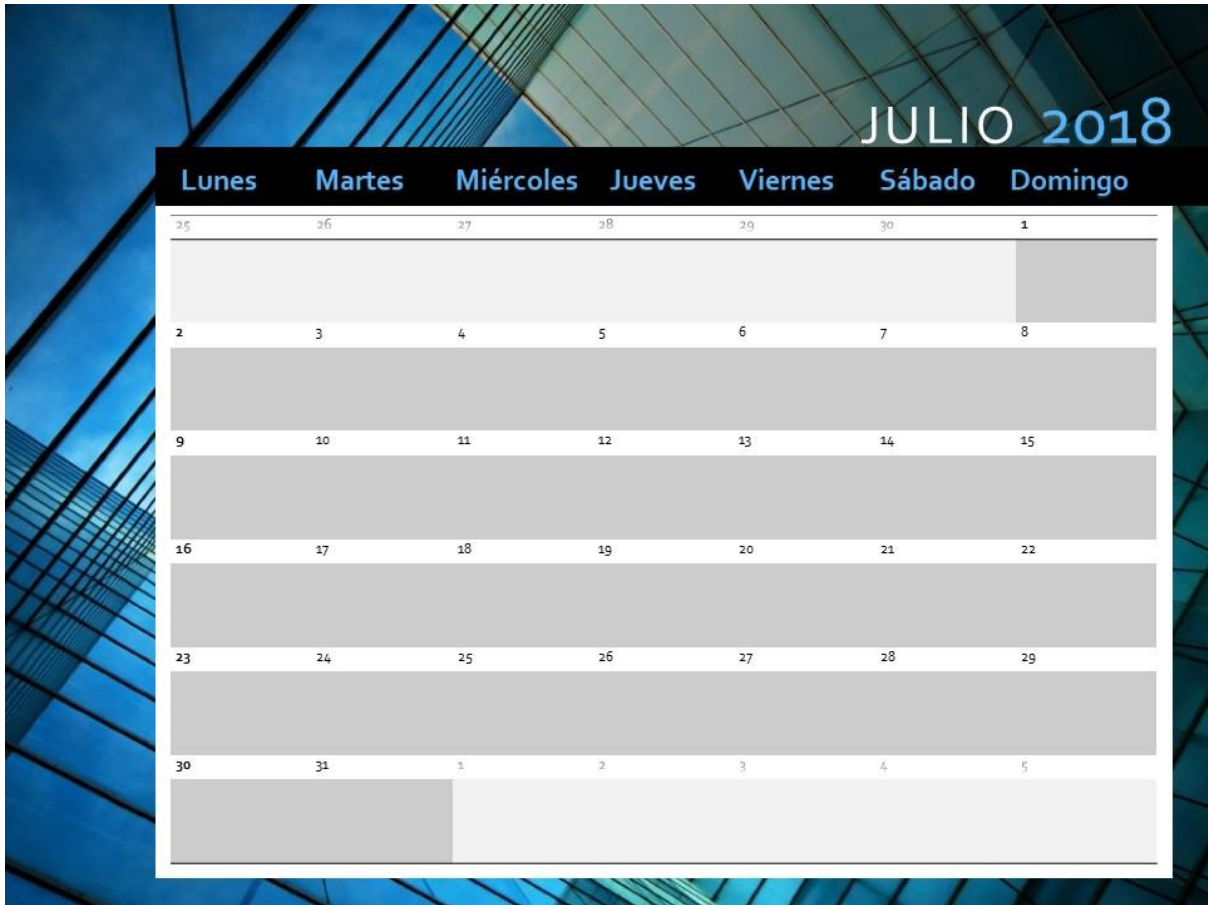 JULIO 2018
Lunes Martes Miércoles Jueves Viernes Sábado Domingo
25 26 27 28 29 30 1
2 3 4 5 6 7 8
9 10 11 12 13 14 15
16 17 18 19 20 21 22
23 24 25 26 27 28 29
30 31 1 2 3 4 5